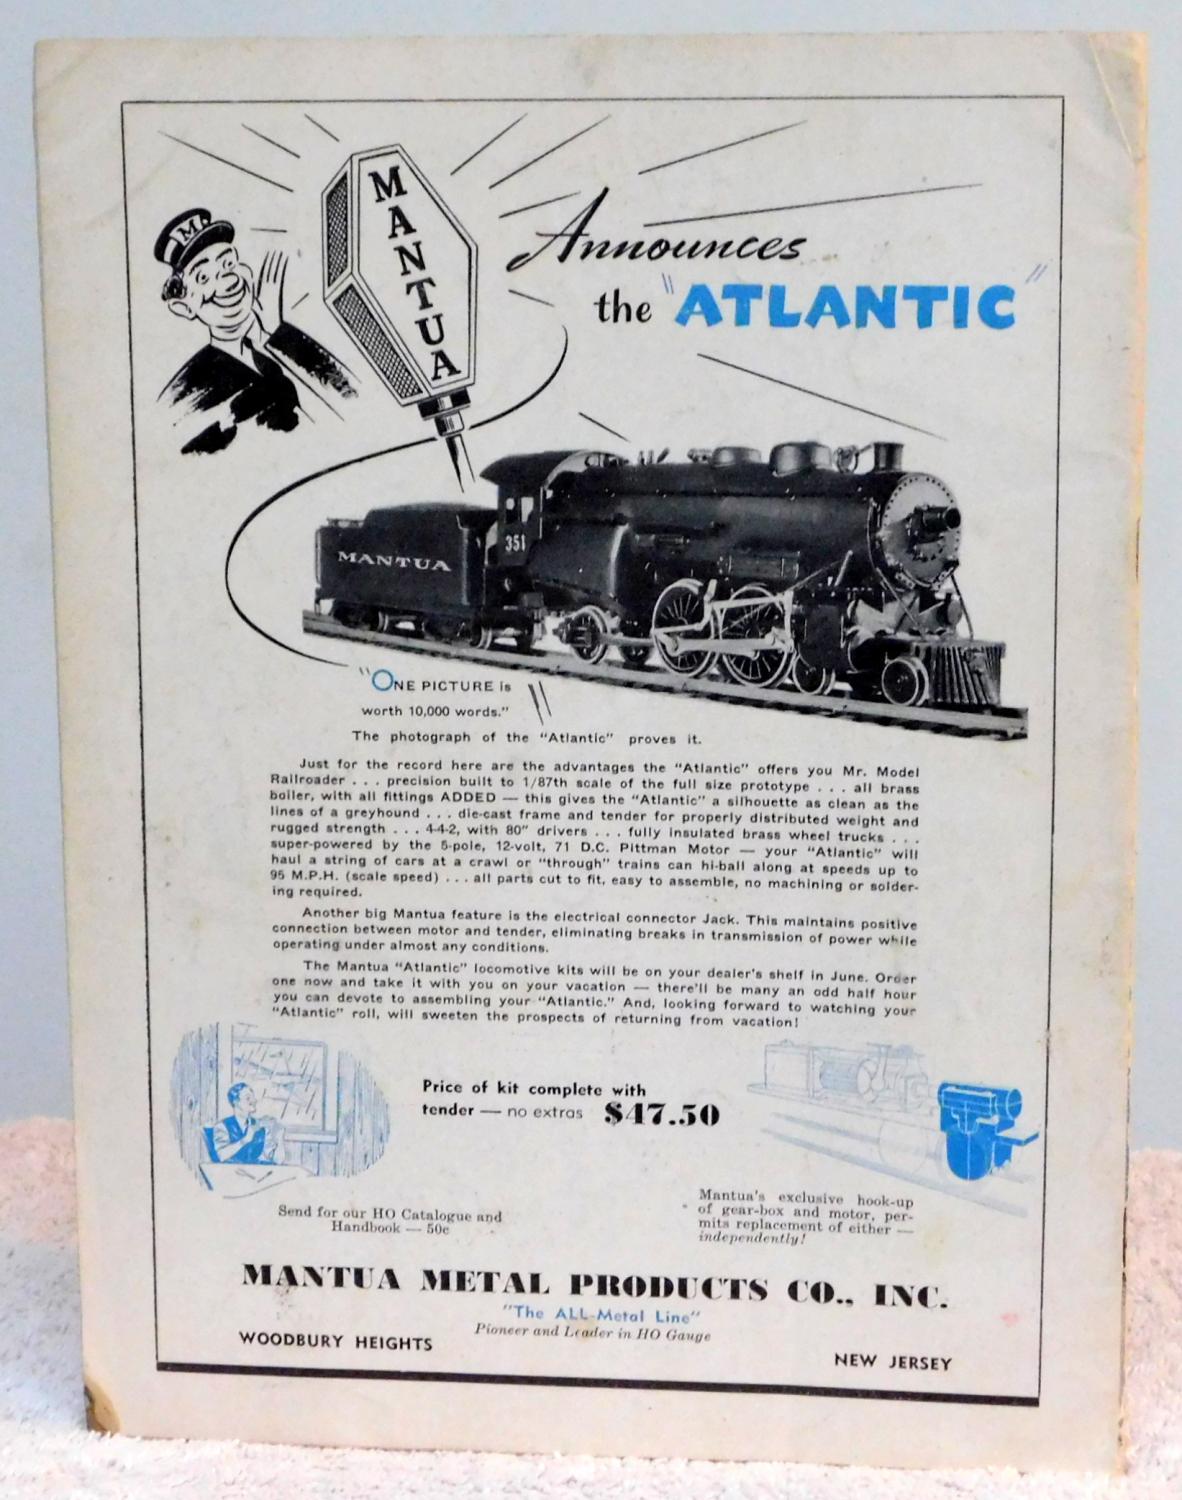 M
MANTUA
Announces
the "ATLANTIC"
351
MANTUA
"ONE PICTURE is
worth 10,000 words."
The photograph of the "Atlantic" proves it.
Just for the record here are the advantages the "Atlantic" offers you Mr. Model
Railroader . . . precision built to 1/87th scale of the full size prototype . . . all brass
boiler, with all fittings ADDED — this gives the "Atlantic" a silhouette as clean as the
lines of a greyhound . . . die-cast frame and tender for properly distributed weight and
rugged strength . . . 4-4-2, with 80" drivers . . . fully insulated brass wheel trucks . . .
super-powered by the 5-pole, 12-volt, 71 D.C. Pittman Motor — your "Atlantic" will
haul a string of cars at a crawl or "through" trains can hi-ball along at speeds up to
95 M.P.H. (scale speed) . . . all parts cut to fit, easy to assemble, no machining or solder-
ing required.
Another big Mantua feature is the electrical connector Jack. This maintains positive
connection between motor and tender, eliminating breaks in transmission of power while
operating under almost any conditions.
The Mantua "Atlantic" locomotive kits will be on your dealer's shelf in June. Order
one now and take it with you on your vacation — there'll be many an odd half hour
you can devote to assembling your "Atlantic." And, looking forward to watching your
"Atlantic" roll, will sweeten the prospects of returning from vacation!
Price of kit complete with
tender — no extras $47.50
Send for our HO Catalogue and
Handbook — 50c
Mantua's exclusive hook-up
of gear-box and motor, per-
mits replacement of either —
independently!
MANTUA METAL PRODUCTS CO., INC.
"The ALL-Metal Line"
Pioneer and Leader in HO Gauge
WOODBURY HEIGHTS
NEW JERSEY